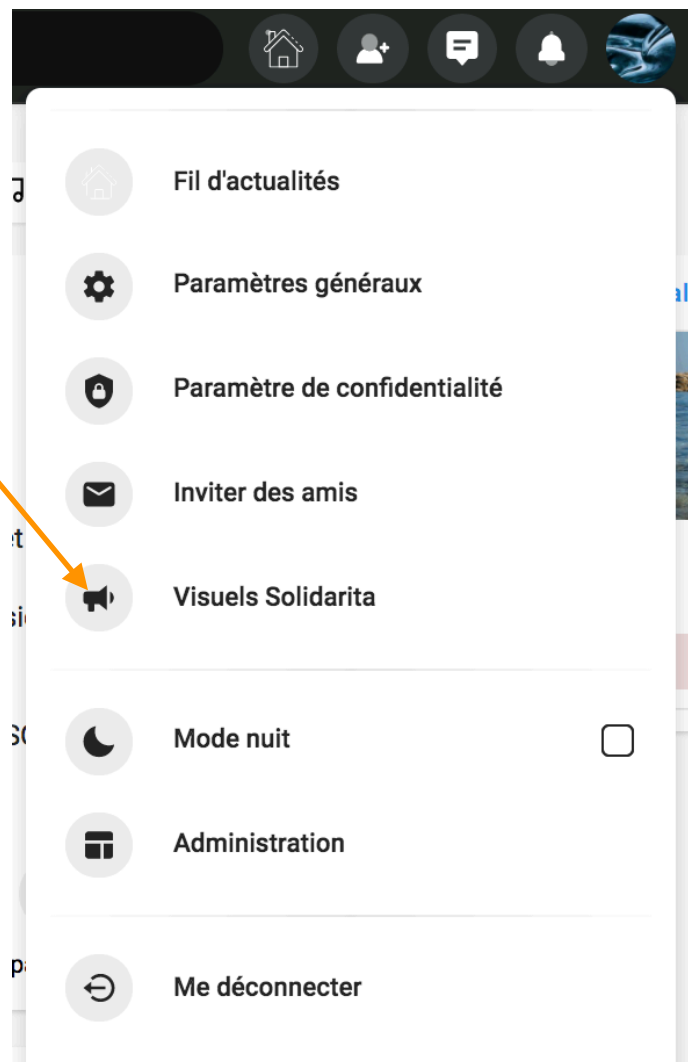 Fil d'actualités
Paramètres généraux
Paramètre de confidentialité
Inviter des amis
Visuels Solidarita
Mode nuit
Administration
Me déconnecter